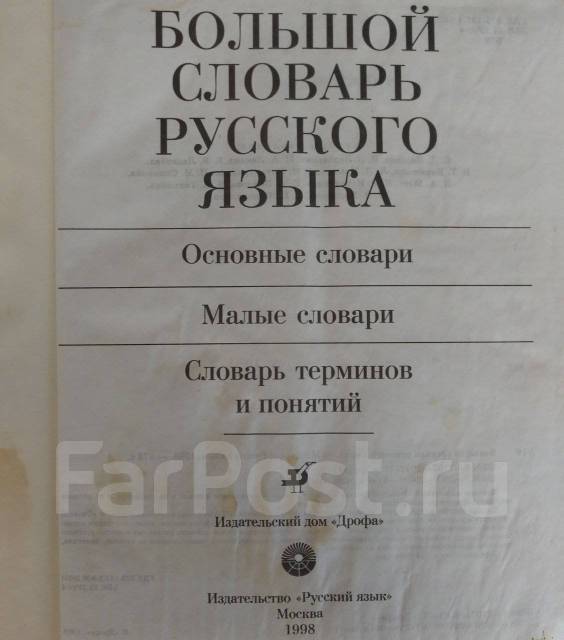 БОЛЬШОЙ
СЛОВАРЬ
РУССКОГО
ЯЗЫКА
Основные словари
Малые словари
Словарь терминов
и понятий
FarPost.ru
Издательский дом «Дрофа»
Издательство «Русский язык»
Москва
1998